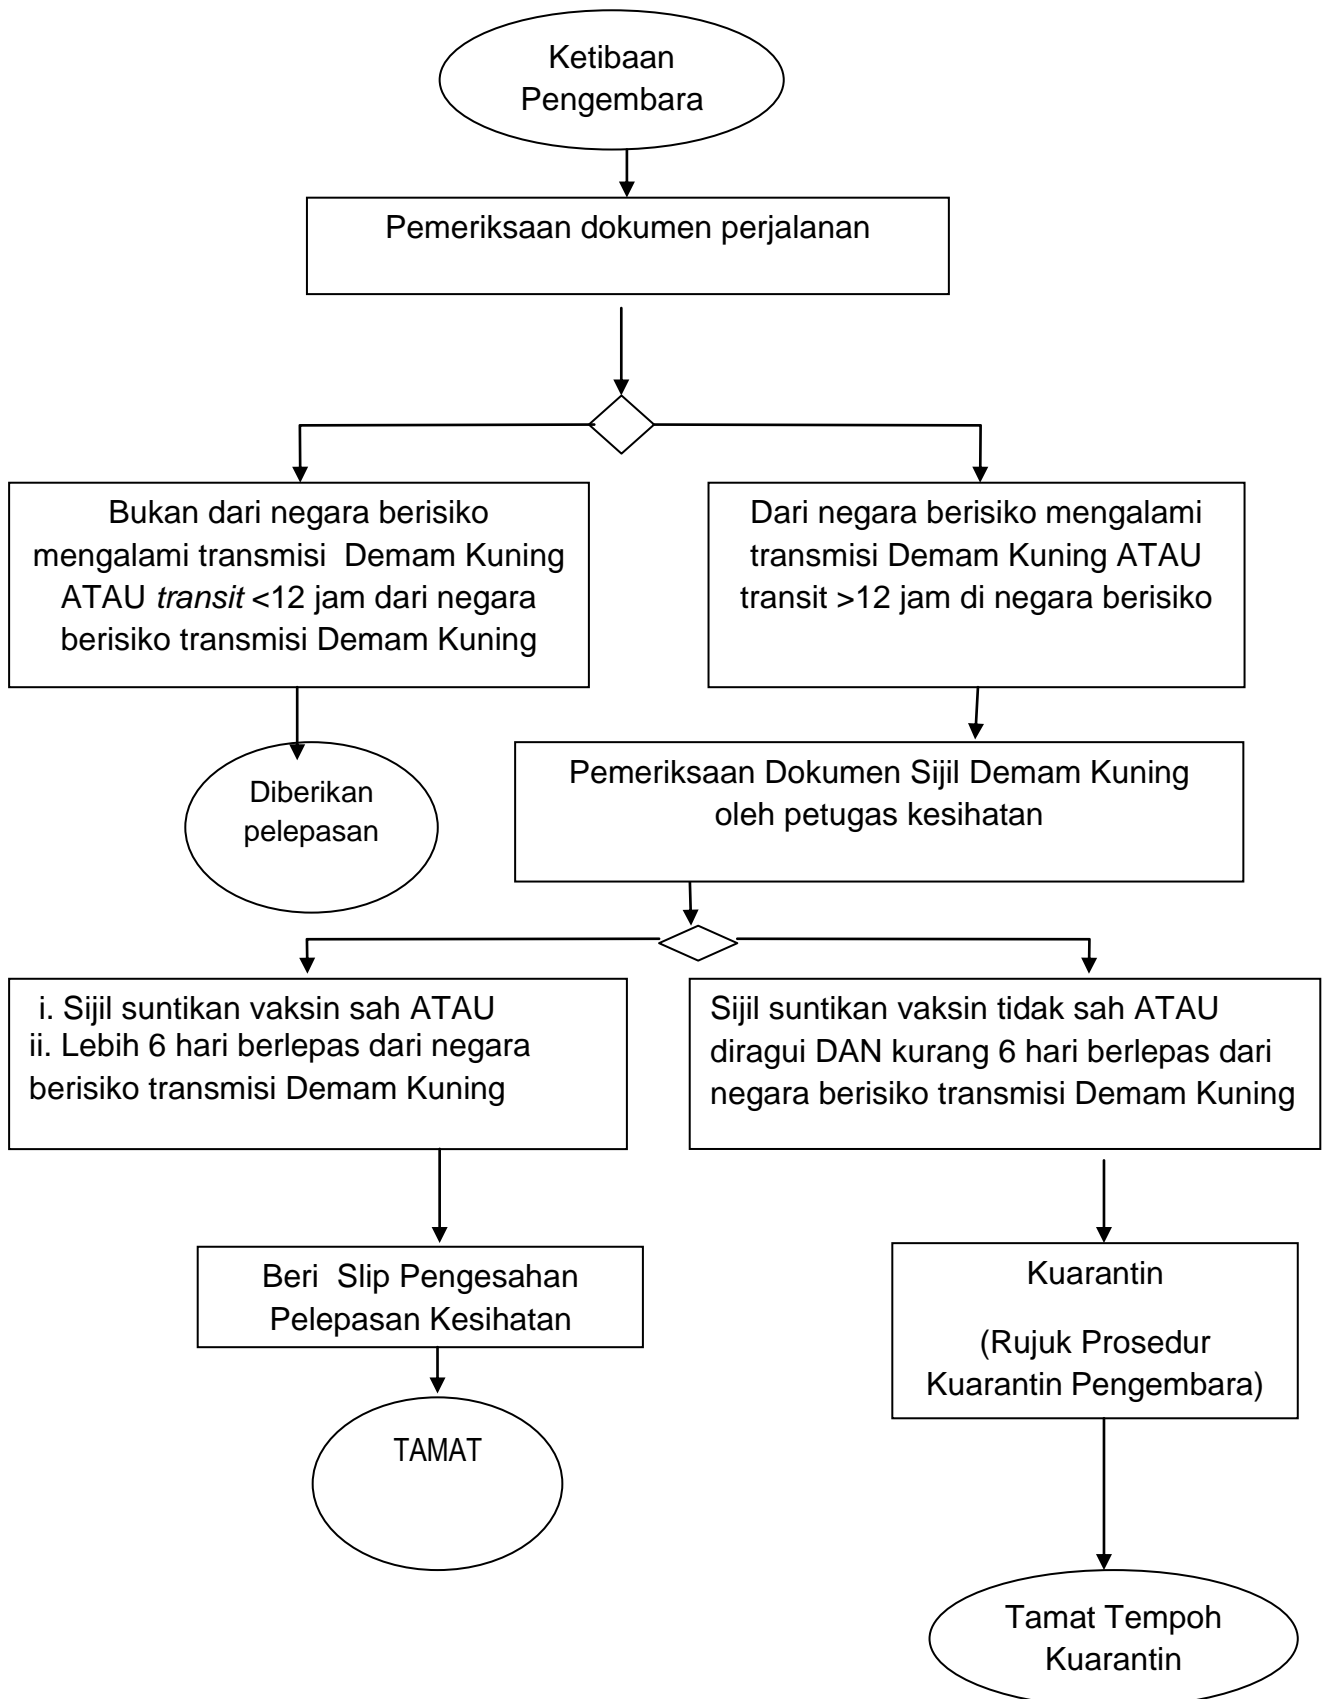 Ketibaan
Pengembara
Pemeriksaan dokumen perjalanan
Bukan dari negara berisiko
mengalami transmisi Demam Kuning
ATAU transit <12 jam dari negara
berisiko transmisi Demam Kuning
Dari negara berisiko mengalami
transmisi Demam Kuning ATAU
transit >12 jam di negara berisiko
Diberikan
pelepasan
Pemeriksaan Dokumen Sijil Demam Kuning
oleh petugas kesihatan
i. Sijil suntikan vaksin sah ATAU
ii. Lebih 6 hari berlepas dari negara
berisiko transmisi Demam Kuning
Sijil suntikan vaksin tidak sah ATAU
diragui DAN kurang 6 hari berlepas dari
negara berisiko transmisi Demam Kuning
Beri Slip Pengesahan
Pelepasan Kesihatan
Kuarantin
(Rujuk Prosedur
Kuarantin Pengembara)
TAMAT
Tamat Tempoh
Kuarantin